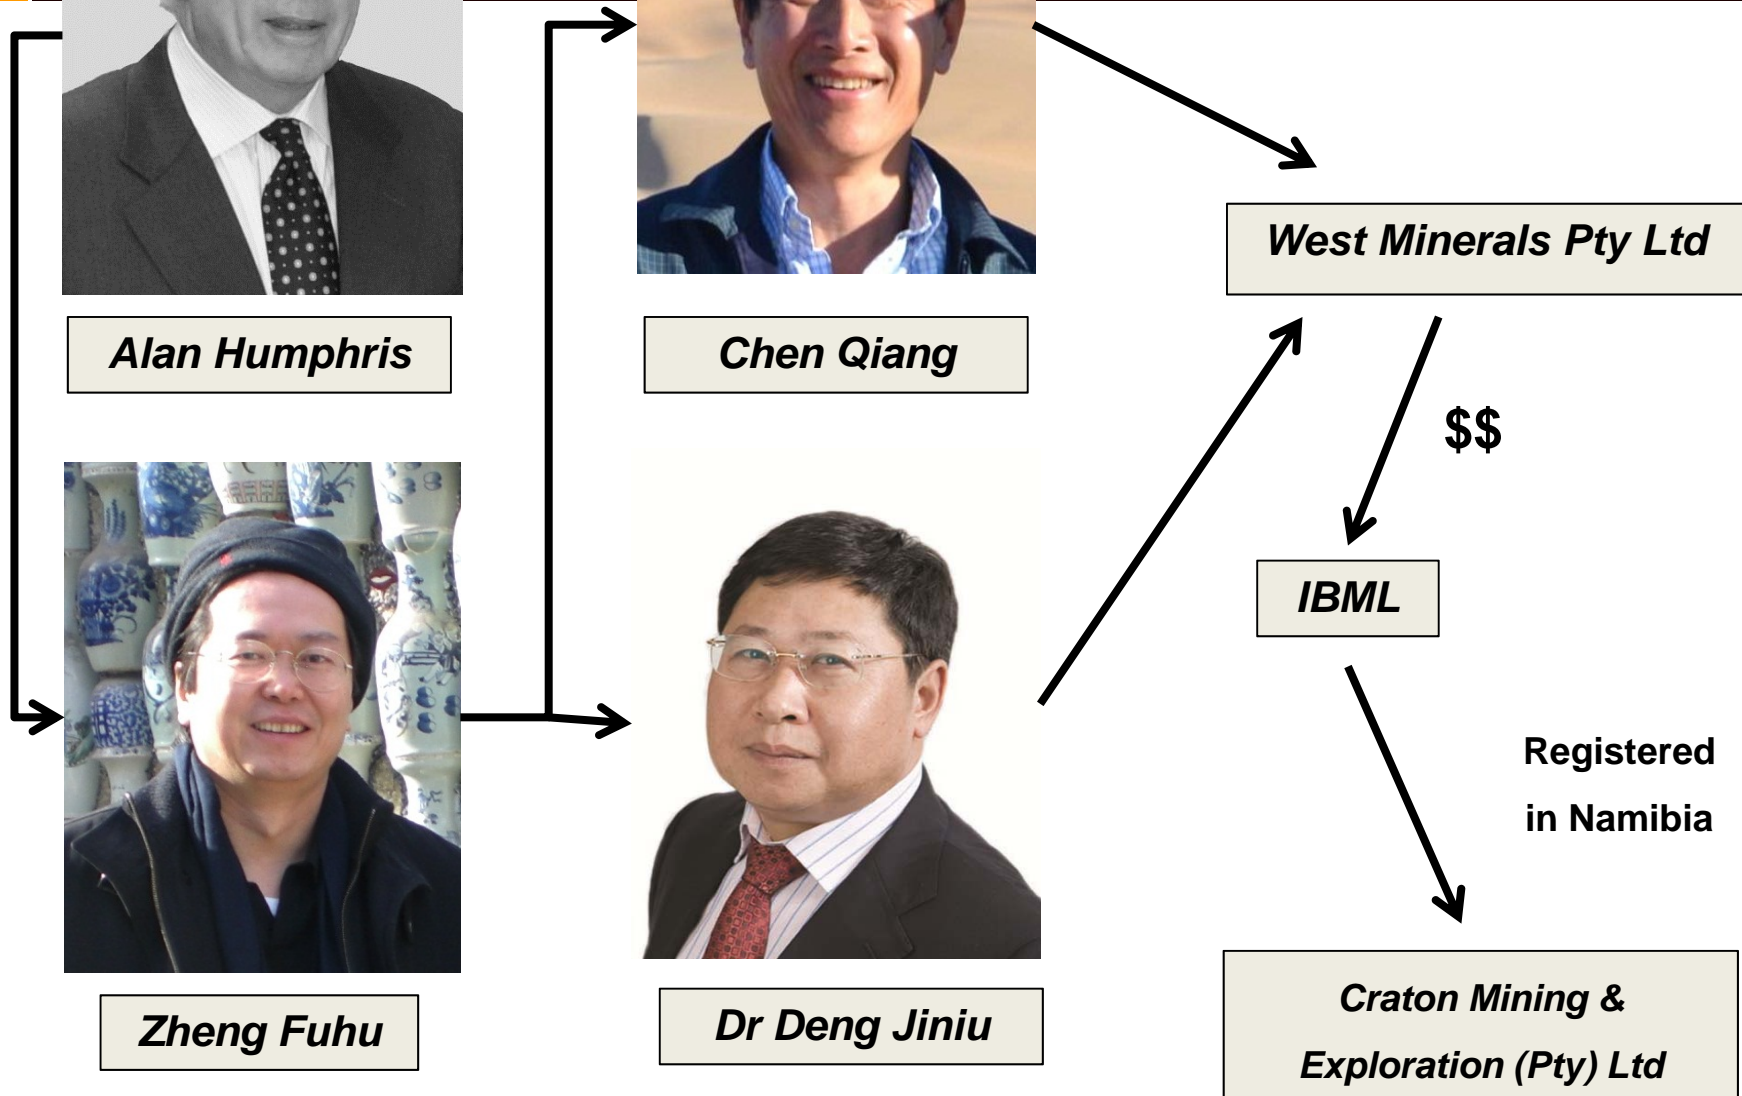 Alan Humphris
Chen Qiang
West Minerals Pty Ltd
$$
IBML
Registered
in Namibia
Zheng Fuhu
Dr Deng Jiniu
Craton Mining &
Exploration (Pty) Ltd